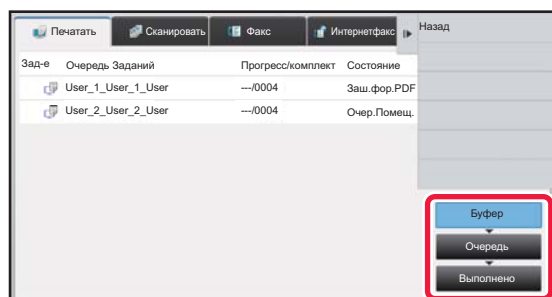 Печатать
Сканировать
Факс
Интернетфакс
Назад
Зад-е Очередь Заданий Прогресс/комплект Состояние
User_1_User_1_User ---/0004 Заш.фор.PDF
User_2_User_2_User ---/0004 Очер.Помещ.
Буфер
Очередь
Выполнено